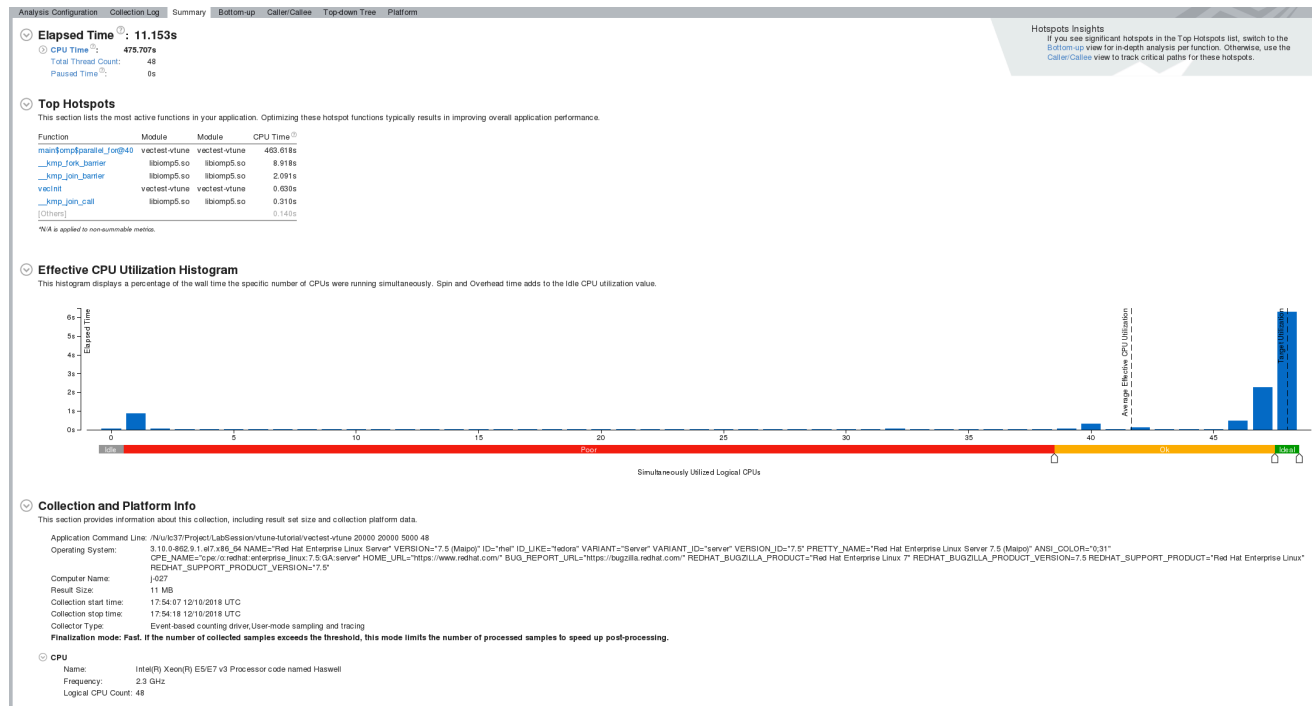 Analysis Configuration Collection Log Summary Bottom-up Caller/Callee Top-down Tree Platform
Elapsed Time ?: 11.153s
CPU Time ?: 475.707s
Total Thread Count: 48
Paused Time ?: 0s
Hotspots Insights
If you see significant hotspots in the Top Hotspots list, switch to the
Bottom-up view for in-depth analysis per function. Otherwise, use the
Caller/Callee view to track critical paths for these hotspots.
Top Hotspots
This section lists the most active functions in your application. Optimizing these hotspot functions typically results in improving overall application performance.
Function Module Module CPU Time ?
main$omp$parallel_for@40 vectest-vtune vectest-vtune 463.618s
__kmp_fork_barrier libiomp5.so libiomp5.so 8.918s
__kmp_join_barrier libiomp5.so libiomp5.so 2.091s
vecInit vectest-vtune vectest-vtune 0.630s
__kmp_join_call libiomp5.so libiomp5.so 0.310s
[Others] 0.140s
*N/A is applied to non-summable metrics.
Effective CPU Utilization Histogram
This histogram displays a percentage of the wall time the specific number of CPUs were running simultaneously. Spin and Overhead time adds to the Idle CPU utilization value.
Elapsed Time
6s
5s
4s
3s
2s
1s
0s
Average Effective CPU Utilization
Target Utilization
0 5 10 15 20 25 30 35 40 45
Idle Poor Ok Ideal
Simultaneously Utilized Logical CPUs
Collection and Platform Info
This section provides information about this collection, including result set size and collection platform data.
Application Command Line: /N/u/lc37/Project/LabSession/vtune-tutorial/vectest-vtune 20000 20000 5000 48
Operating System: 3.10.0-862.9.1.el7.x86_64 NAME="Red Hat Enterprise Linux Server" VERSION="7.5 (Maipo)" ID="rhel" ID_LIKE="fedora" VARIANT="Server" VARIANT_ID="server" VERSION_ID="7.5" PRETTY_NAME="Red Hat Enterprise Linux Server 7.5 (Maipo)" ANSI_COLOR="0;31"
CPE_NAME="cpe:/o:redhat:enterprise_linux:7.5:GA:server" HOME_URL="https://www.redhat.com/" BUG_REPORT_URL="https://bugzilla.redhat.com/" REDHAT_BUGZILLA_PRODUCT="Red Hat Enterprise Linux 7" REDHAT_BUGZILLA_PRODUCT_VERSION=7.5 REDHAT_SUPPORT_PRODUCT="Red Hat Enterprise Linux"
REDHAT_SUPPORT_PRODUCT_VERSION="7.5"
Computer Name: j-027
Result Size: 11 MB
Collection start time: 17:54:07 12/10/2018 UTC
Collection stop time: 17:54:18 12/10/2018 UTC
Collector Type: Event-based counting driver,User-mode sampling and tracing
Finalization mode: Fast. If the number of collected samples exceeds the threshold, this mode limits the number of processed samples to speed up post-processing.
CPU
Name: Intel(R) Xeon(R) E5/E7 v3 Processor code named Haswell
Frequency: 2.3 GHz
Logical CPU Count: 48